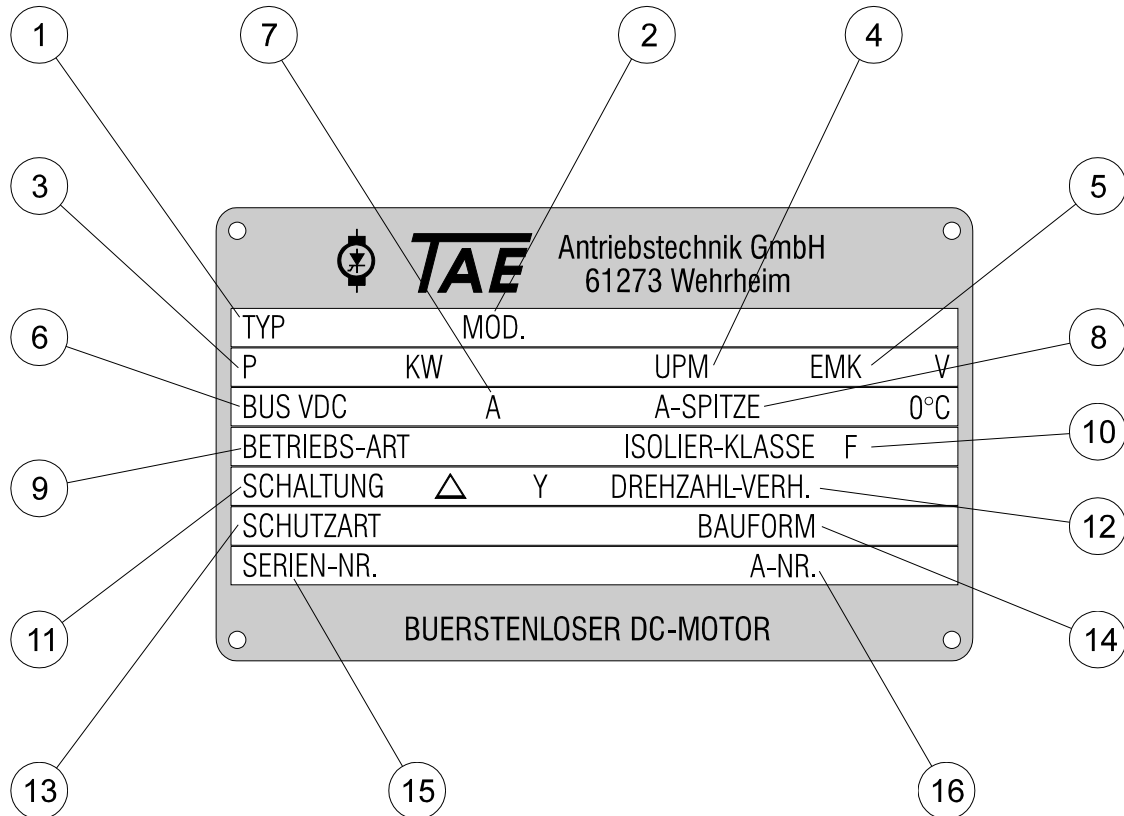 1 7 2 4
3 5
TAE Antriebstechnik GmbH
61273 Wehrheim
6 8
TYP MOD.
P KW UPM EMK V
BUS VDC A A-SPITZE 0°C
BETRIEBS-ART ISOLIER-KLASSE F
10
9
SCHALTUNG △ Y DREHZAHL-VERH.
12
SCHUTZART BAUFORM
SERIEN-NR. A-NR.
11 14
BUERSTENLOSER DC-MOTOR
13 15 16